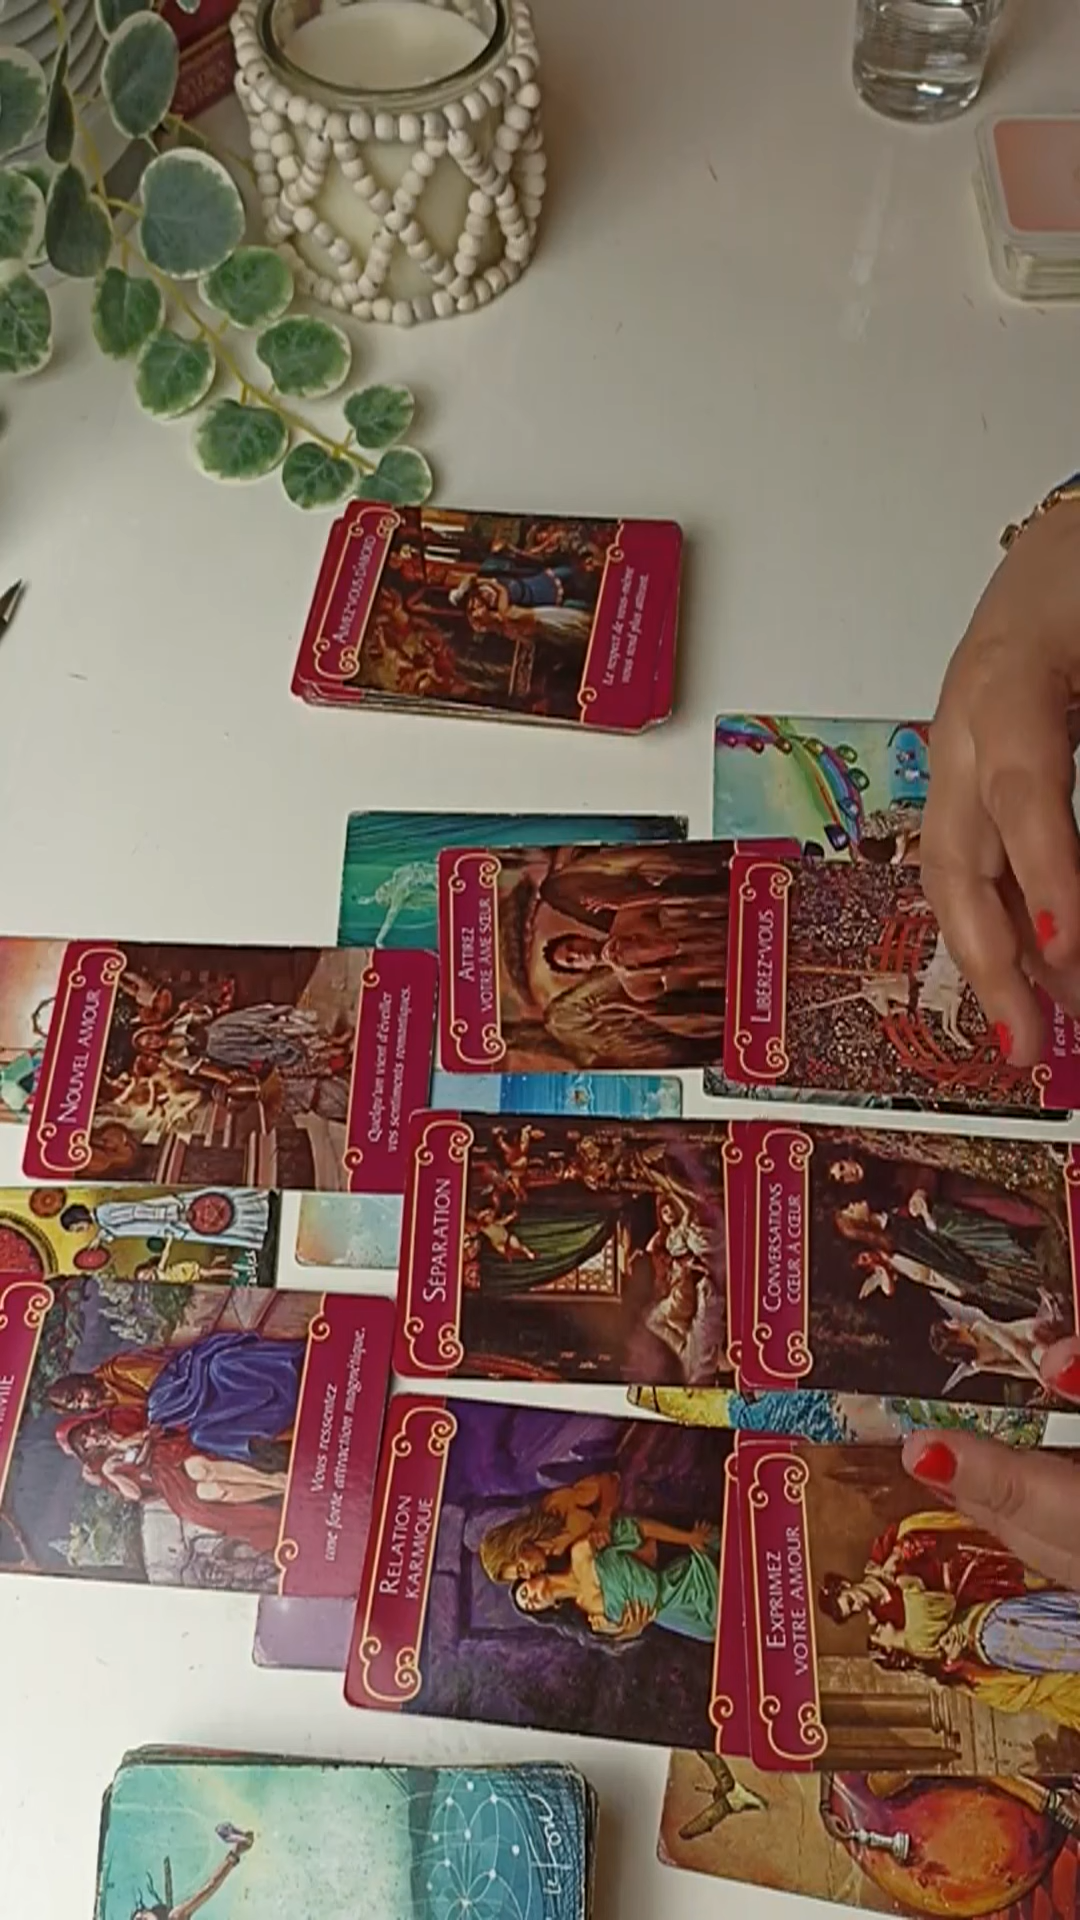 AIMEZ-VOUS D'ABORD
Le respect de vous-même
vous rend plus attirant.
ATTIREZ
VOTRE ÂME SŒUR
LIBÉREZ-VOUS
NOUVEL AMOUR
Quelqu'un vient d'éveiller
vos sentiments romantiques.
SÉPARATION
CONVERSATIONS
CŒUR À CŒUR
Vous ressentez
une forte attraction magnétique.
RELATION
KARMIQUE
EXPRIMEZ
VOTRE AMOUR